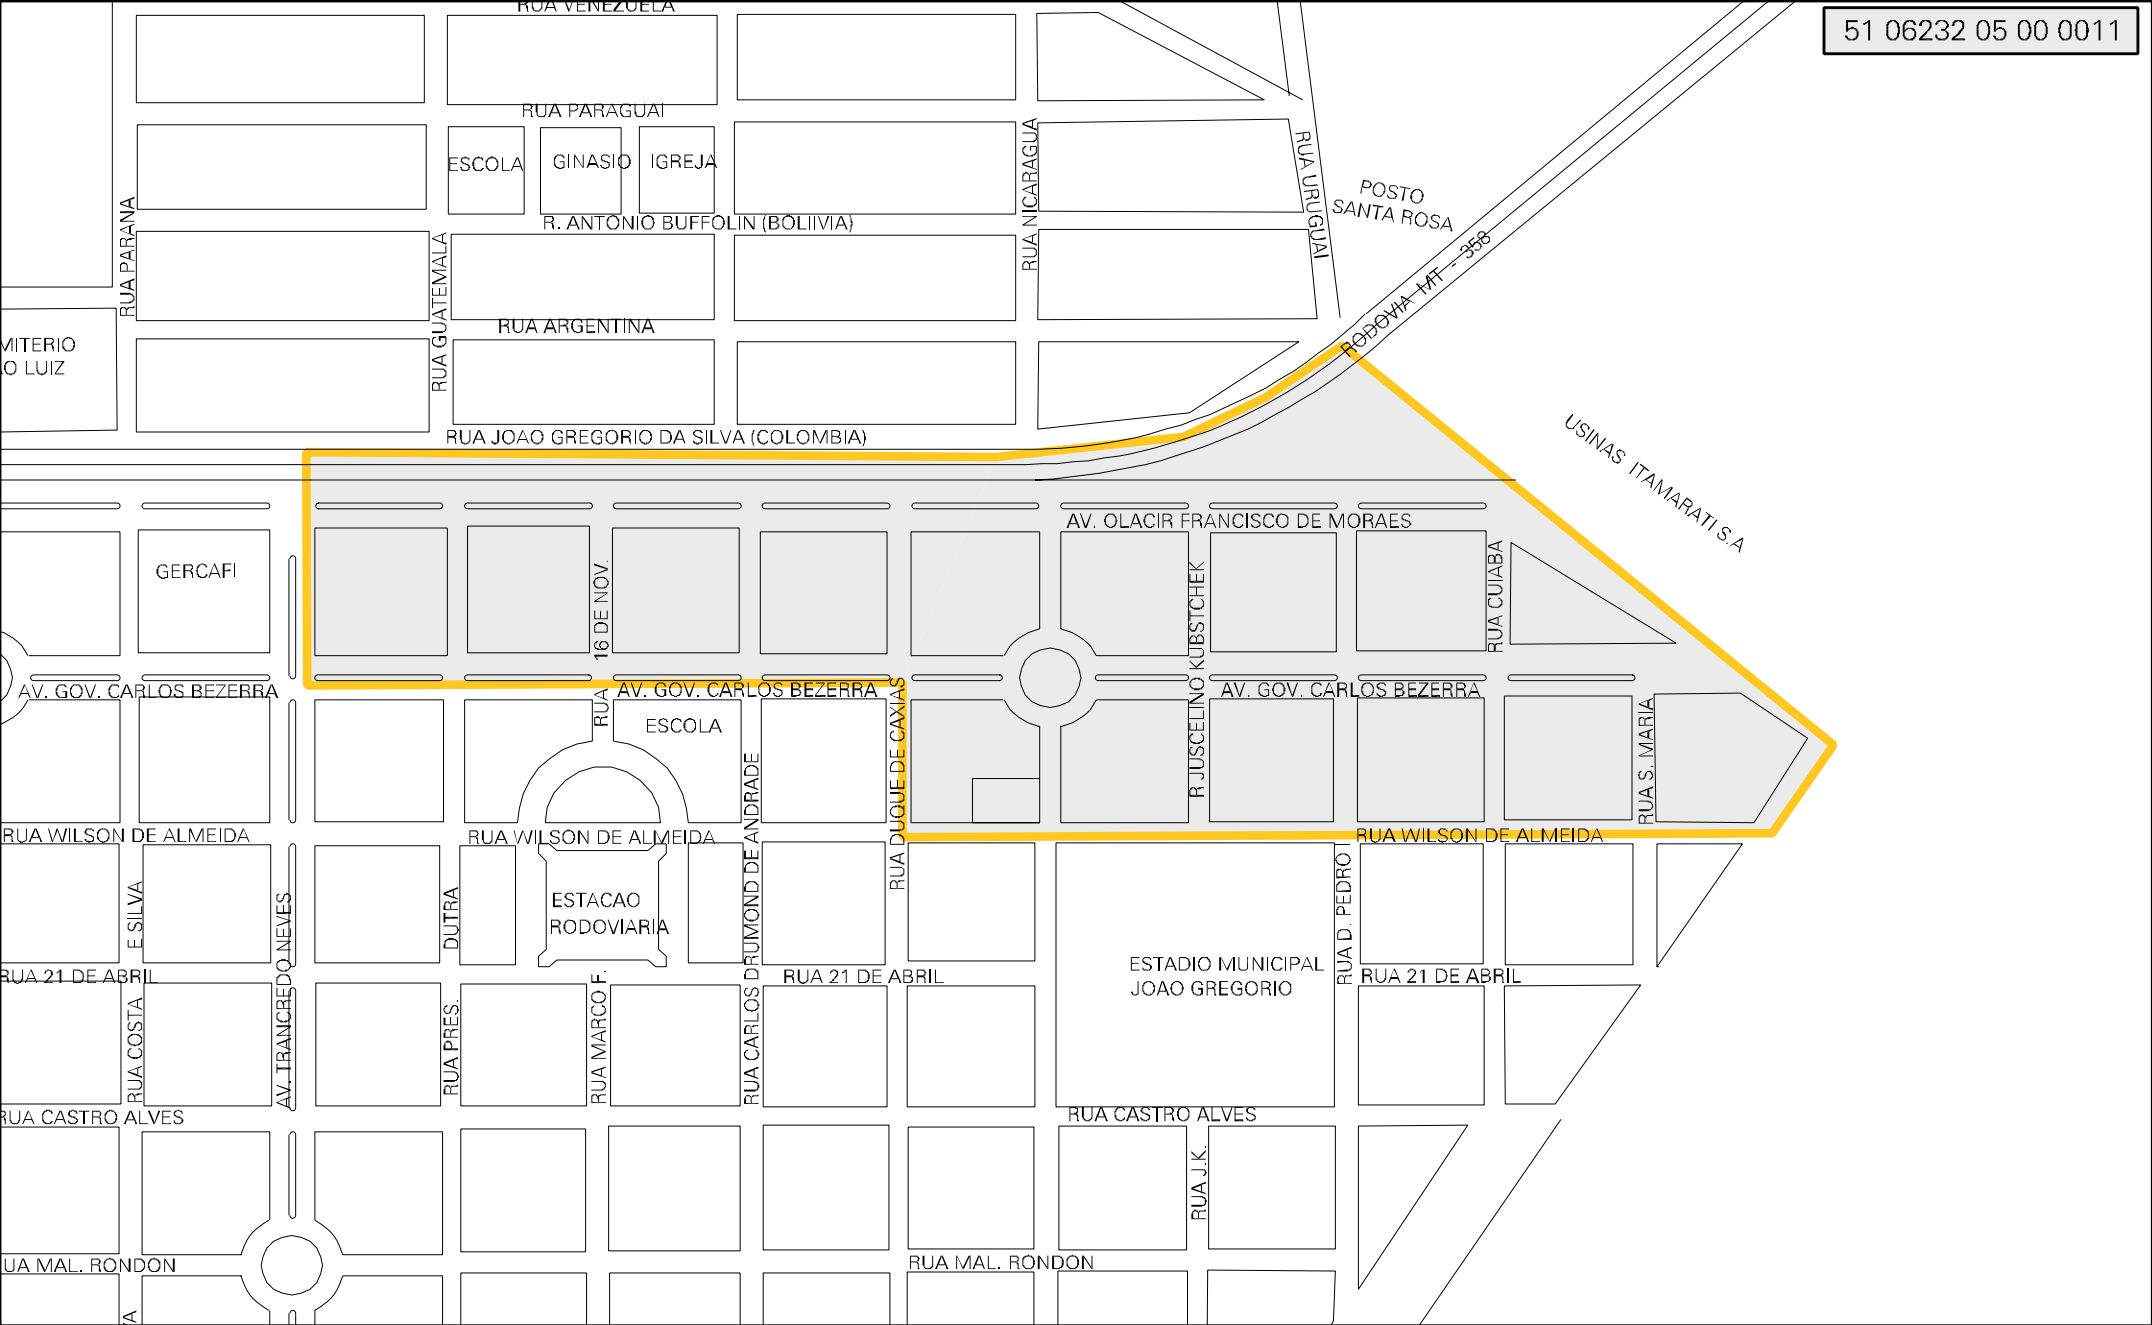 RUA VENEZUELA
51 06232 05 00 0011
RUA PARAGUAI
ESCOLA
GINASIO
IGREJA
RUA NICARAGUA
RUA URUGUAI
POSTO
SANTA ROSA
RUA PARANA
R. ANTONIO BUFFOLIN (BOLIIVIA)
RUA GUATEMALA
RODOVIA MT - 358
RUA ARGENTINA
MITERIO
O LUIZ
RUA JOAO GREGORIO DA SILVA (COLOMBIA)
USINAS ITAMARATI S.A
AV. OLACIR FRANCISCO DE MORAES
GERCAFI
RUA 16 DE NOV.
R JUSCELINO KUBSTCHEK
RUA CUIABA
AV. GOV. CARLOS BEZERRA
AV. GOV. CARLOS BEZERRA
AV. GOV. CARLOS BEZERRA
ESCOLA
RUA DUQUE DE CAXIAS
RUA S. MARIA
RUA CARLOS DRUMOND DE ANDRADE
RUA WILSON DE ALMEIDA
RUA WILSON DE ALMEIDA
RUA WILSON DE ALMEIDA
RUA COSTA E SILVA
AV. TRANCREDO NEVES
RUA PRES. DUTRA
ESTACAO
RODOVIARIA
RUA D. PEDRO I
ESTADIO MUNICIPAL
JOAO GREGORIO
RUA 21 DE ABRIL
RUA 21 DE ABRIL
RUA 21 DE ABRIL
RUA MARCO F.
RUA CASTRO ALVES
RUA CASTRO ALVES
RUA J.K.
UA MAL. RONDON
RUA MAL. RONDON